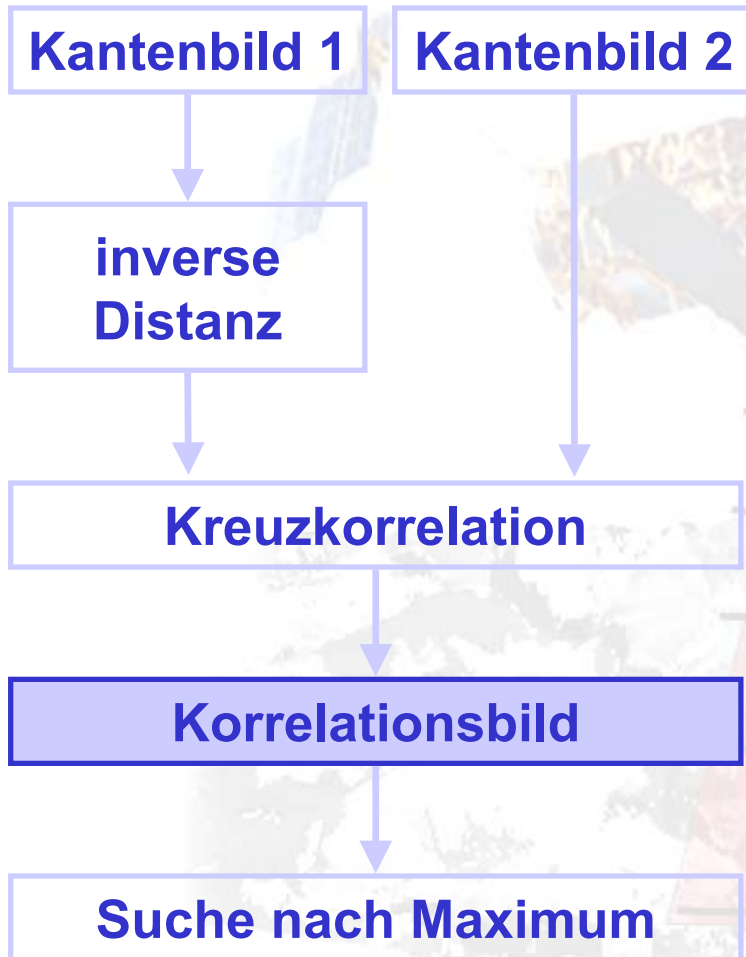 Kantenbild 1
Kantenbild 2
inverse
Distanz
Kreuzkorrelation
Korrelationsbild
Suche nach Maximum